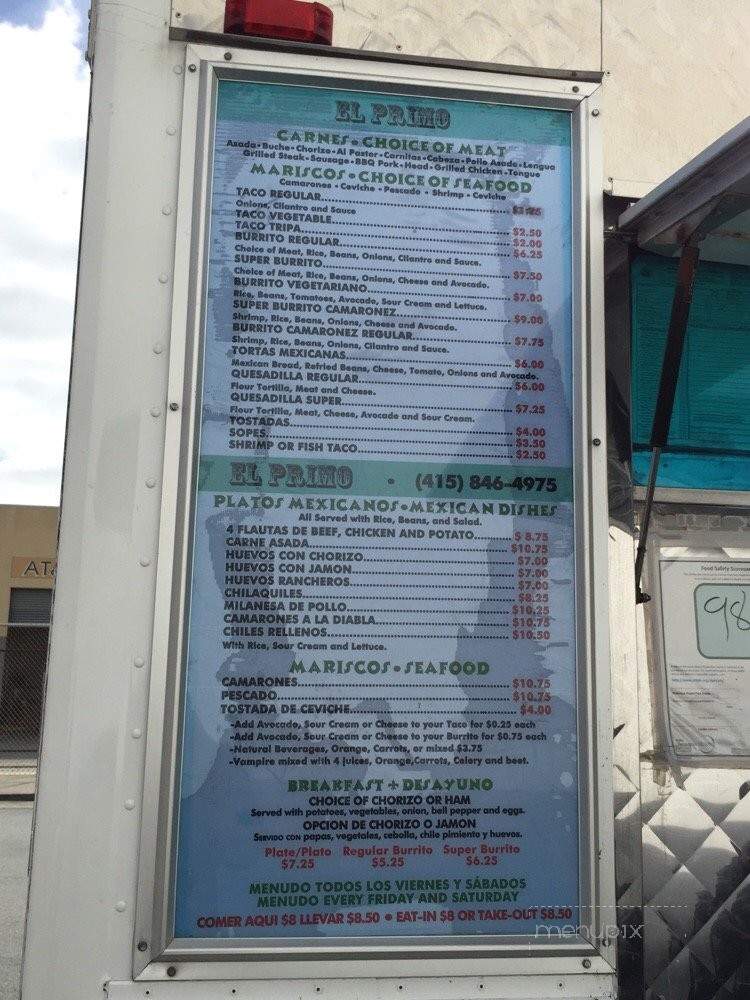 EL PRIMO
CARNES • CHOICE OF MEAT
Asada • Buche • Chorizo • Al Pastor • Carnitas • Cabeza • Pollo Asado • Lengua
Grilled Steak • Sausage • BBQ Pork • Head • Grilled Chicken • Tongue
MARISCOS • CHOICE OF SEAFOOD
Camarones • Ceviche • Pescado • Shrimp • Ceviche
TACO REGULAR
Onions, Cilantro and Sauce
TACO VEGETABLE $2.50
TACO TRIPA $2.00
BURRITO REGULAR $6.25
Choice of Meat, Rice, Beans, Onions, Cilantro and Sauce.
SUPER BURRITO $7.50
Choice of Meat, Rice, Beans, Onions, Cheese and Avocado.
BURRITO VEGETARIANO $7.00
Rice, Beans, Tomatoes, Avocado, Sour Cream and Lettuce.
SUPER BURRITO CAMARONEZ $9.00
Shrimp, Rice, Beans, Onions, Cheese and Avocado.
BURRITO CAMARONEZ REGULAR $7.75
Shrimp, Rice, Beans, Onions, Cilantro and Sauce.
TORTAS MEXICANAS $6.00
Mexican Bread, Refried Beans, Cheese, Tomato, Onions and Avocado.
QUESADILLA REGULAR $6.00
Flour Tortilla, Meat and Cheese.
QUESADILLA SUPER $7.25
Flour Tortilla, Meat, Cheese, Avocado and Sour Cream.
TOSTADAS $4.00
SOPES $3.50
SHRIMP OR FISH TACO $2.50
EL PRIMO • (415) 846-4975
PLATOS MEXICANOS • MEXICAN DISHES
All Served with Rice, Beans, and Salad.
4 FLAUTAS DE BEEF, CHICKEN AND POTATO $ 8.75
CARNE ASADA $10.75
HUEVOS CON CHORIZO $7.00
HUEVOS CON JAMON $7.00
HUEVOS RANCHEROS $7.00
CHILAQUILES $8.25
MILANESA DE POLLO $10.25
CAMARONES A LA DIABLA $10.75
CHILES RELLENOS $10.50
With Rice, Sour Cream and Lettuce.
MARISCOS • SEAFOOD
CAMARONES $10.75
PESCADO $10.75
TOSTADA DE CEVICHE $4.00
-Add Avocado, Sour Cream or Cheese to your Taco for $0.25 each
-Add Avocado, Sour Cream or Cheese to your Burrito for $0.75 each
-Natural Beverages, Orange, Carrots, or mixed $3.75
-Vampire mixed with 4 juices, Orange, Carrots, Celery and beet.
BREAKFAST + DESAYUNO
CHOICE OF CHORIZO OR HAM
Served with potatoes, vegetables, onion, bell pepper and eggs.
OPCION DE CHORIZO O JAMON
SERVIDO CON papas, vegetales, cebolla, chile pimiento y huevos.
Plate/Plato Regular Burrito Super Burrito
$7.25 $5.25 $6.25
MENUDO TODOS LOS VIERNES Y SÁBADOS
MENUDO EVERY FRIDAY AND SATURDAY
COMER AQUI $8 LLEVAR $8.50 • EAT-IN $8 OR TAKE-OUT $8.50
menupix
AT&
Food Safety
98